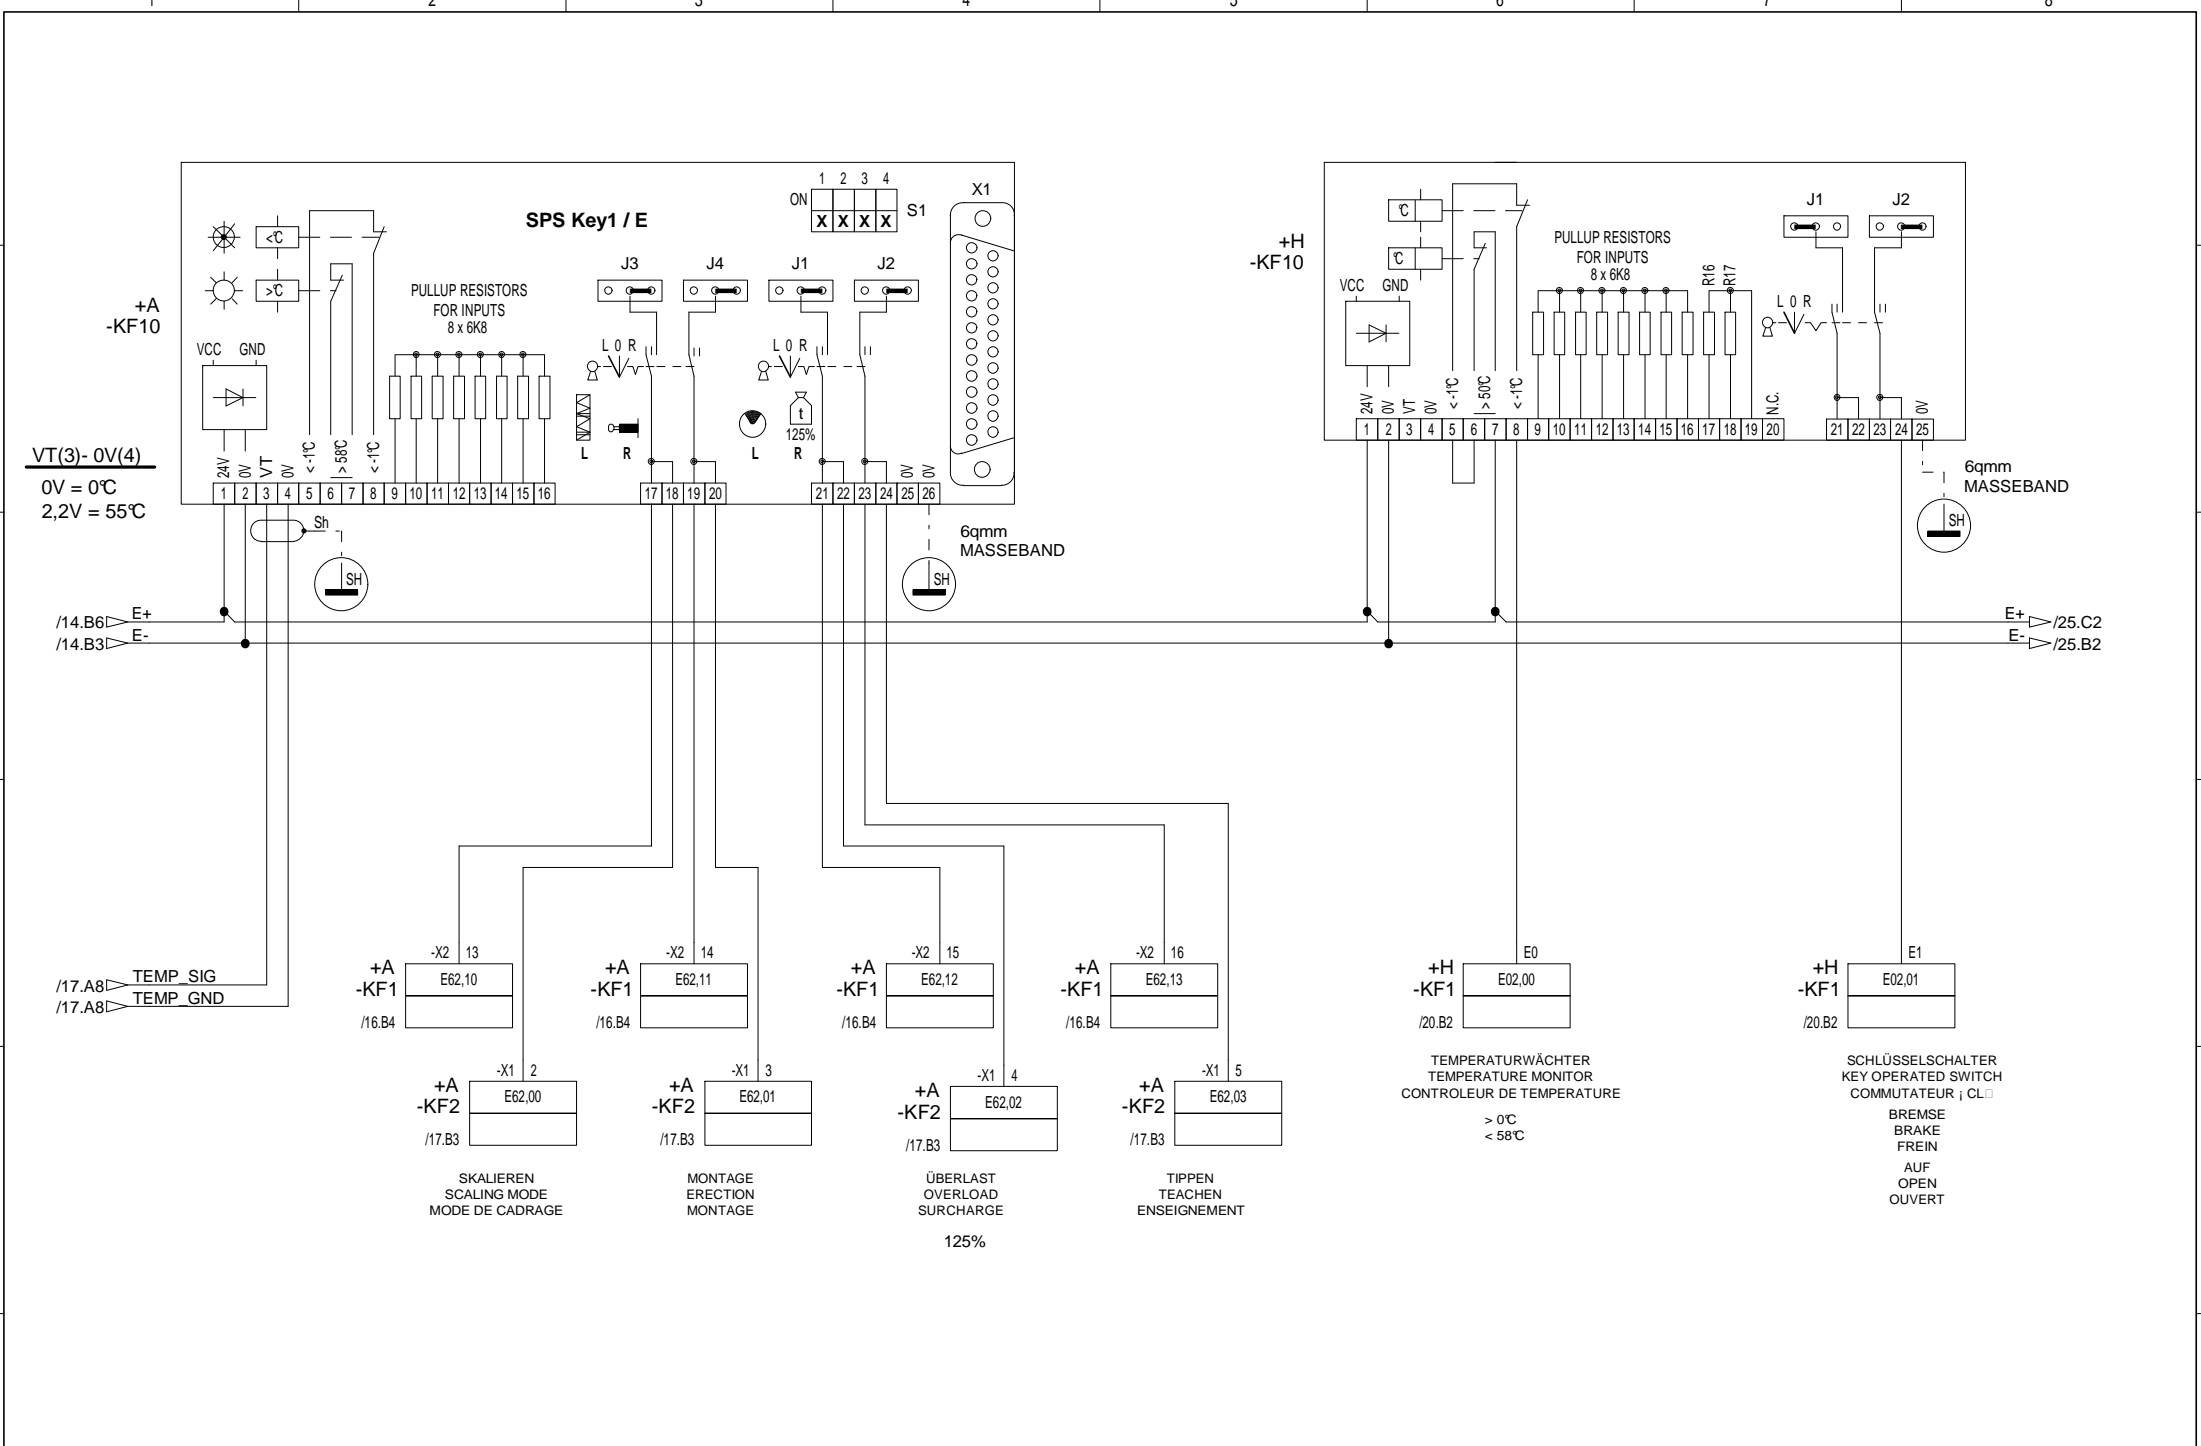 1 2 3 4 5 6 7 8
SPS Key1 / E
+A
-KF10
<℃
>℃
VCC GND
PULLUP RESISTORS
FOR INPUTS
8 x 6K8
ON
1 2 3 4
X X X X
S1
X1
J3 J4 J1 J2
L 0 R
L 0 R
L R
t
125%
L R
24V 0V VT 0V <-1℃ >58℃ <-1℃
0V 0V
1 2 3 4 5 6 7 8 9 10 11 12 13 14 15 16
17 18 19 20
21 22 23 24 25 26
VT(3)- 0V(4)
0V = 0℃
2,2V = 55℃
Sh
SH
SH
6qmm
MASSEBAND
+H
-KF10
℃
℃
VCC GND
PULLUP RESISTORS
FOR INPUTS
8 x 6K8
R16
R17
J1 J2
L 0 R
24V 0V VT 0V <-1℃ >50℃ <-1℃
N.C.
0V
1 2 3 4 5 6 7 8 9 10 11 12 13 14 15 16 17 18 19 20
21 22 23 24 25
6qmm
MASSEBAND
SH
/14.B6 E+
/14.B3 E-
E+ /25.C2
E- /25.B2
/17.A8 TEMP_SIG
/17.A8 TEMP_GND
-X2 13
+A
-KF1
E62,10
/16.B4
-X2 14
+A
-KF1
E62,11
/16.B4
-X2 15
+A
-KF1
E62,12
/16.B4
-X2 16
+A
-KF1
E62,13
/16.B4
E0
+H
-KF1
E02,00
/20.B2
E1
+H
-KF1
E02,01
/20.B2
-X1 2
+A
-KF2
E62,00
/17.B3
-X1 3
+A
-KF2
E62,01
/17.B3
-X1 4
+A
-KF2
E62,02
/17.B3
-X1 5
+A
-KF2
E62,03
/17.B3
SKALIEREN
SCALING MODE
MODE DE CADRAGE
MONTAGE
ERECTION
MONTAGE
ÜBERLAST
OVERLOAD
SURCHARGE
125%
TIPPEN
TEACHEN
ENSEIGNEMENT
TEMPERATURWÄCHTER
TEMPERATURE MONITOR
CONTROLEUR DE TEMPERATURE
> 0℃
< 58℃
SCHLÜSSELSCHALTER
KEY OPERATED SWITCH
COMMUTATEUR ¡ CL□
BREMSE
BRAKE
FREIN
AUF
OPEN
OUVERT